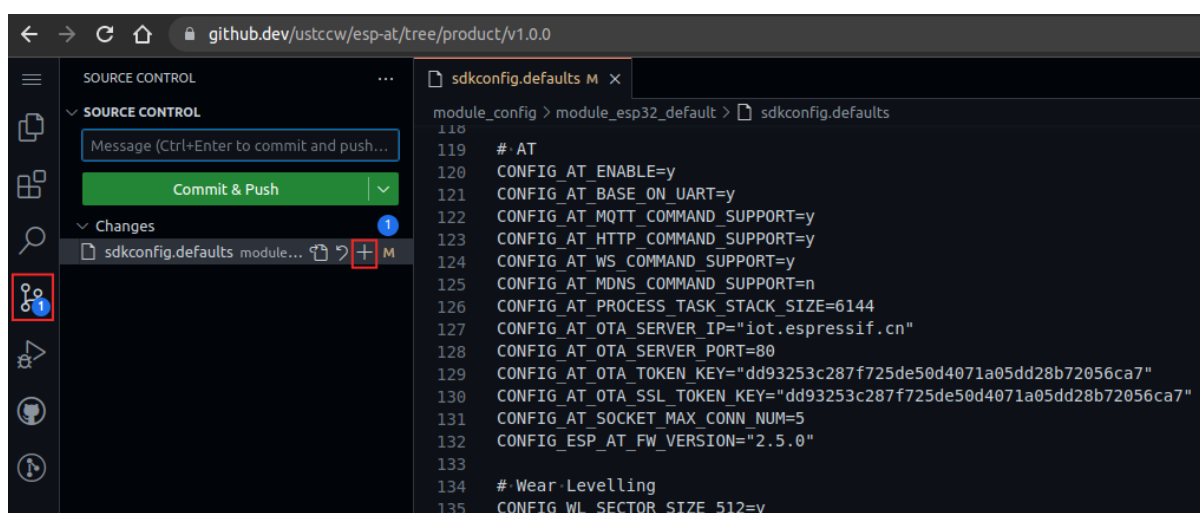 github.dev/ustccw/esp-at/tree/product/v1.0.0
SOURCE CONTROL
SOURCE CONTROL
Message (Ctrl+Enter to commit and push...
Commit & Push
Changes
1
sdkconfig.defaults module... M
1
sdkconfig.defaults M
module_config > module_esp32_default > sdkconfig.defaults
118
119 # AT
120 CONFIG_AT_ENABLE=y
121 CONFIG_AT_BASE_ON_UART=y
122 CONFIG_AT_MQTT_COMMAND_SUPPORT=y
123 CONFIG_AT_HTTP_COMMAND_SUPPORT=y
124 CONFIG_AT_WS_COMMAND_SUPPORT=y
125 CONFIG_AT_MDNS_COMMAND_SUPPORT=n
126 CONFIG_AT_PROCESS_TASK_STACK_SIZE=6144
127 CONFIG_AT_OTA_SERVER_IP="iot.espressif.cn"
128 CONFIG_AT_OTA_SERVER_PORT=80
129 CONFIG_AT_OTA_TOKEN_KEY="dd93253c287f725de50d4071a05dd28b72056ca7"
130 CONFIG_AT_OTA_SSL_TOKEN_KEY="dd93253c287f725de50d4071a05dd28b72056ca7"
131 CONFIG_AT_SOCKET_MAX_CONN_NUM=5
132 CONFIG_ESP_AT_FW_VERSION="2.5.0"
133
134 # Wear Levelling
135 CONFIG_WL_SECTOR_SIZE_512=y